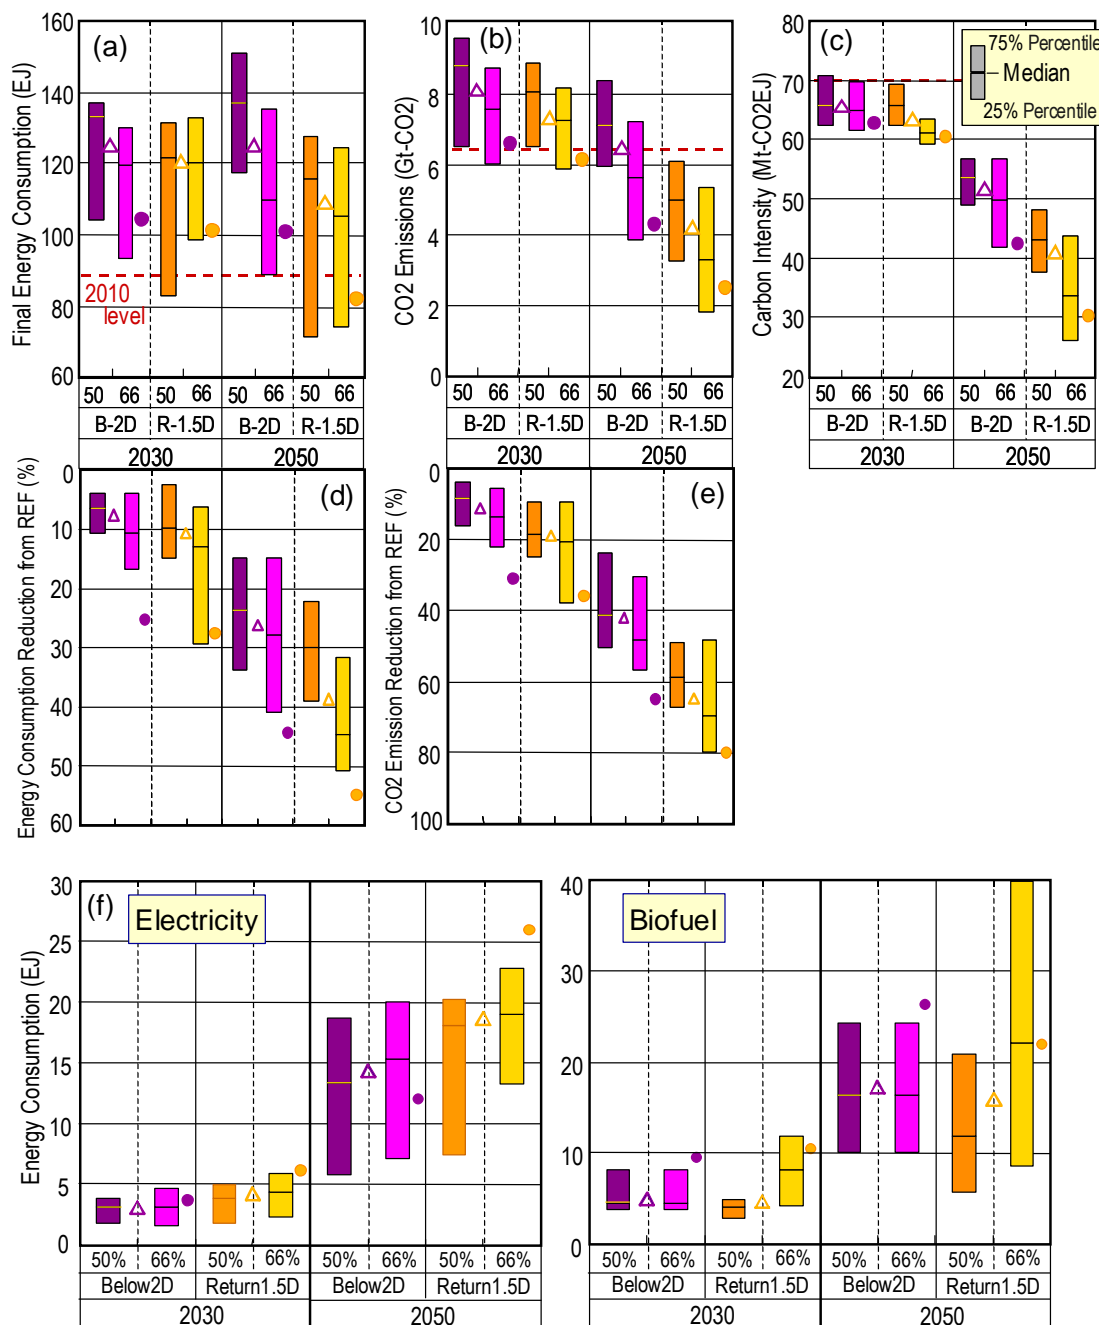 (a)
Final Energy Consumption (EJ)
160
140
120
100
80
60
2010
level
50 66 50 66 50 66 50 66
B-2D R-1.5D B-2D R-1.5D
2030 2050
(b)
CO2 Emissions (Gt-CO2)
10
8
6
4
2
0
50 66 50 66 50 66 50 66
B-2D R-1.5D B-2D R-1.5D
2030 2050
(c)
Carbon Intensity (Mt-CO2EJ)
80
70
60
50
40
30
20
75% Percentile
Median
25% Percentile
50 66 50 66 50 66 50 66
B-2D R-1.5D B-2D R-1.5D
2030 2050
(d)
Energy Consumption Reduction from REF (%)
0
10
20
30
40
50
60
(e)
CO2 Emission Reduction from REF (%)
0
20
40
60
80
100
(f)
Electricity
Energy Consumption (EJ)
30
25
20
15
10
5
0
50% 66% 50% 66% 50% 66% 50% 66%
Below2D Return1.5D Below2D Return1.5D
2030 2050
Biofuel
40
30
20
10
0
50% 66% 50% 66% 50% 66% 50% 66%
Below2D Return1.5D Below2D Return1.5D
2030 2050